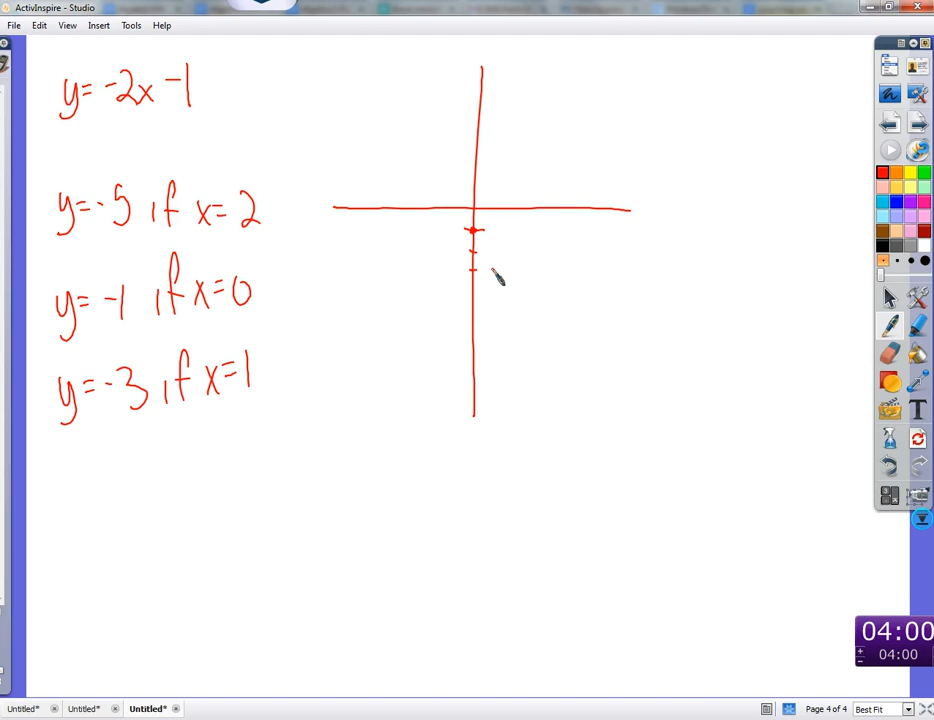 ActivInspire - Studio
File Edit View Insert Tools Help
y = -2x -1
y = -5 if x = 2
y = -1 if x = 0
y = -3 if x = 1
04:00
04:00
Untitled* Untitled* Untitled* Page 4 of 4 Best Fit